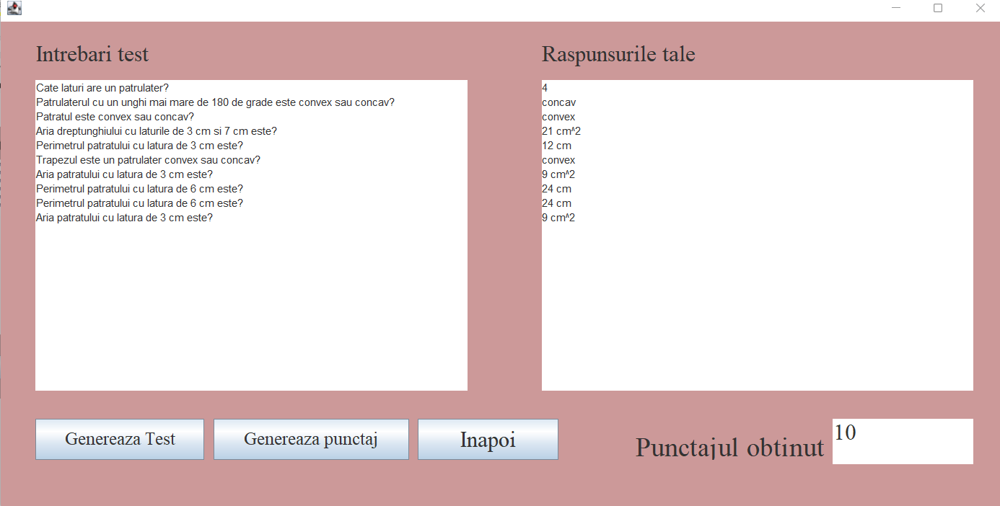 Intrebari test
Cate laturi are un patrulater?
Patrulaterul cu un unghi mai mare de 180 de grade este convex sau concav?
Patratul este convex sau concav?
Aria dreptunghiului cu laturile de 3 cm si 7 cm este?
Perimetrul patratului cu latura de 3 cm este?
Trapezul este un patrulater convex sau concav?
Aria patratului cu latura de 3 cm este?
Perimetrul patratului cu latura de 6 cm este?
Perimetrul patratului cu latura de 6 cm este?
Aria patratului cu latura de 3 cm este?
Raspunsurile tale
4
concav
convex
21 cm^2
12 cm
convex
9 cm^2
24 cm
24 cm
9 cm^2
Genereaza Test
Genereaza punctaj
Inapoi
Punctajul obtinut
10